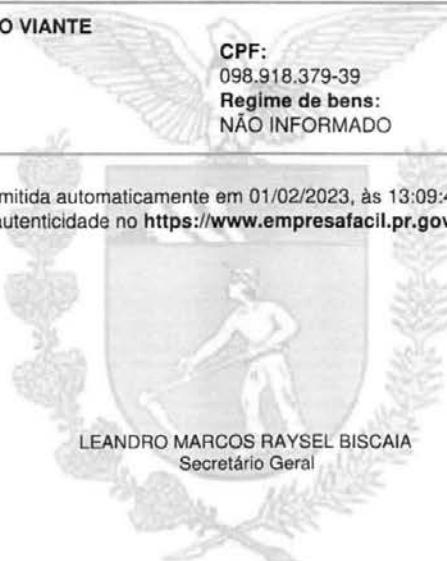 O VIANTE
CPF:
098.918.379-39
Regime de bens:
NÃO INFORMADO
mitida automaticamente em 01/02/2023, às 13:09:4
autenticidade no https://www.empresafacil.pr.gov
LEANDRO MARCOS RAYSEL BISCAIA
Secretário Geral